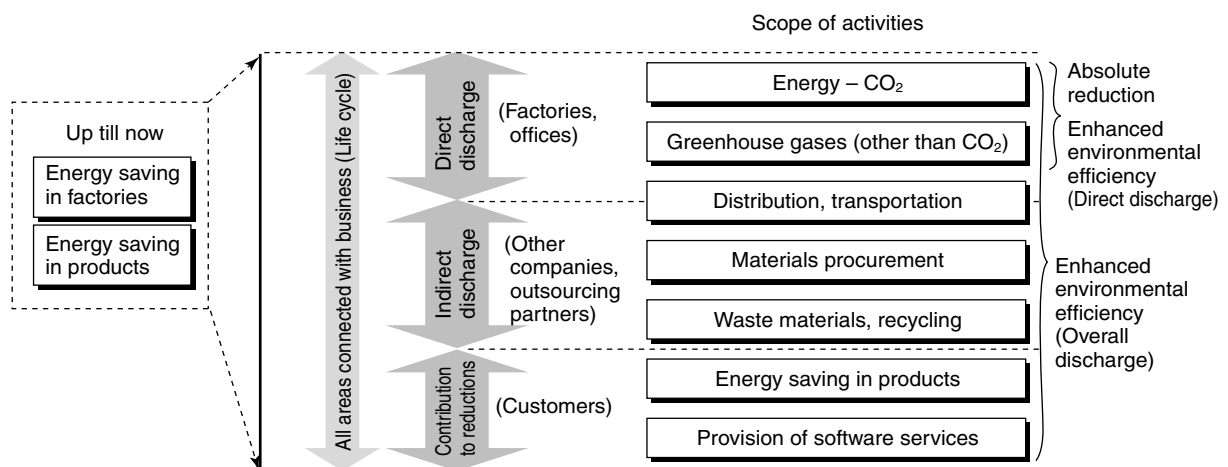 Scope of activities
Up till now
Energy saving
in factories
Energy saving
in products
All areas connected with business (Life cycle)
Direct
discharge
(Factories,
offices)
Indirect
discharge
(Other
companies,
outsourcing
partners)
Contribution
to reductions
(Customers)
Energy – CO₂
Greenhouse gases (other than CO₂)
Distribution, transportation
Materials procurement
Waste materials, recycling
Energy saving in products
Provision of software services
Absolute
reduction
Enhanced
environmental
efficiency
(Direct discharge)
Enhanced
environmental
efficiency
(Overall
discharge)